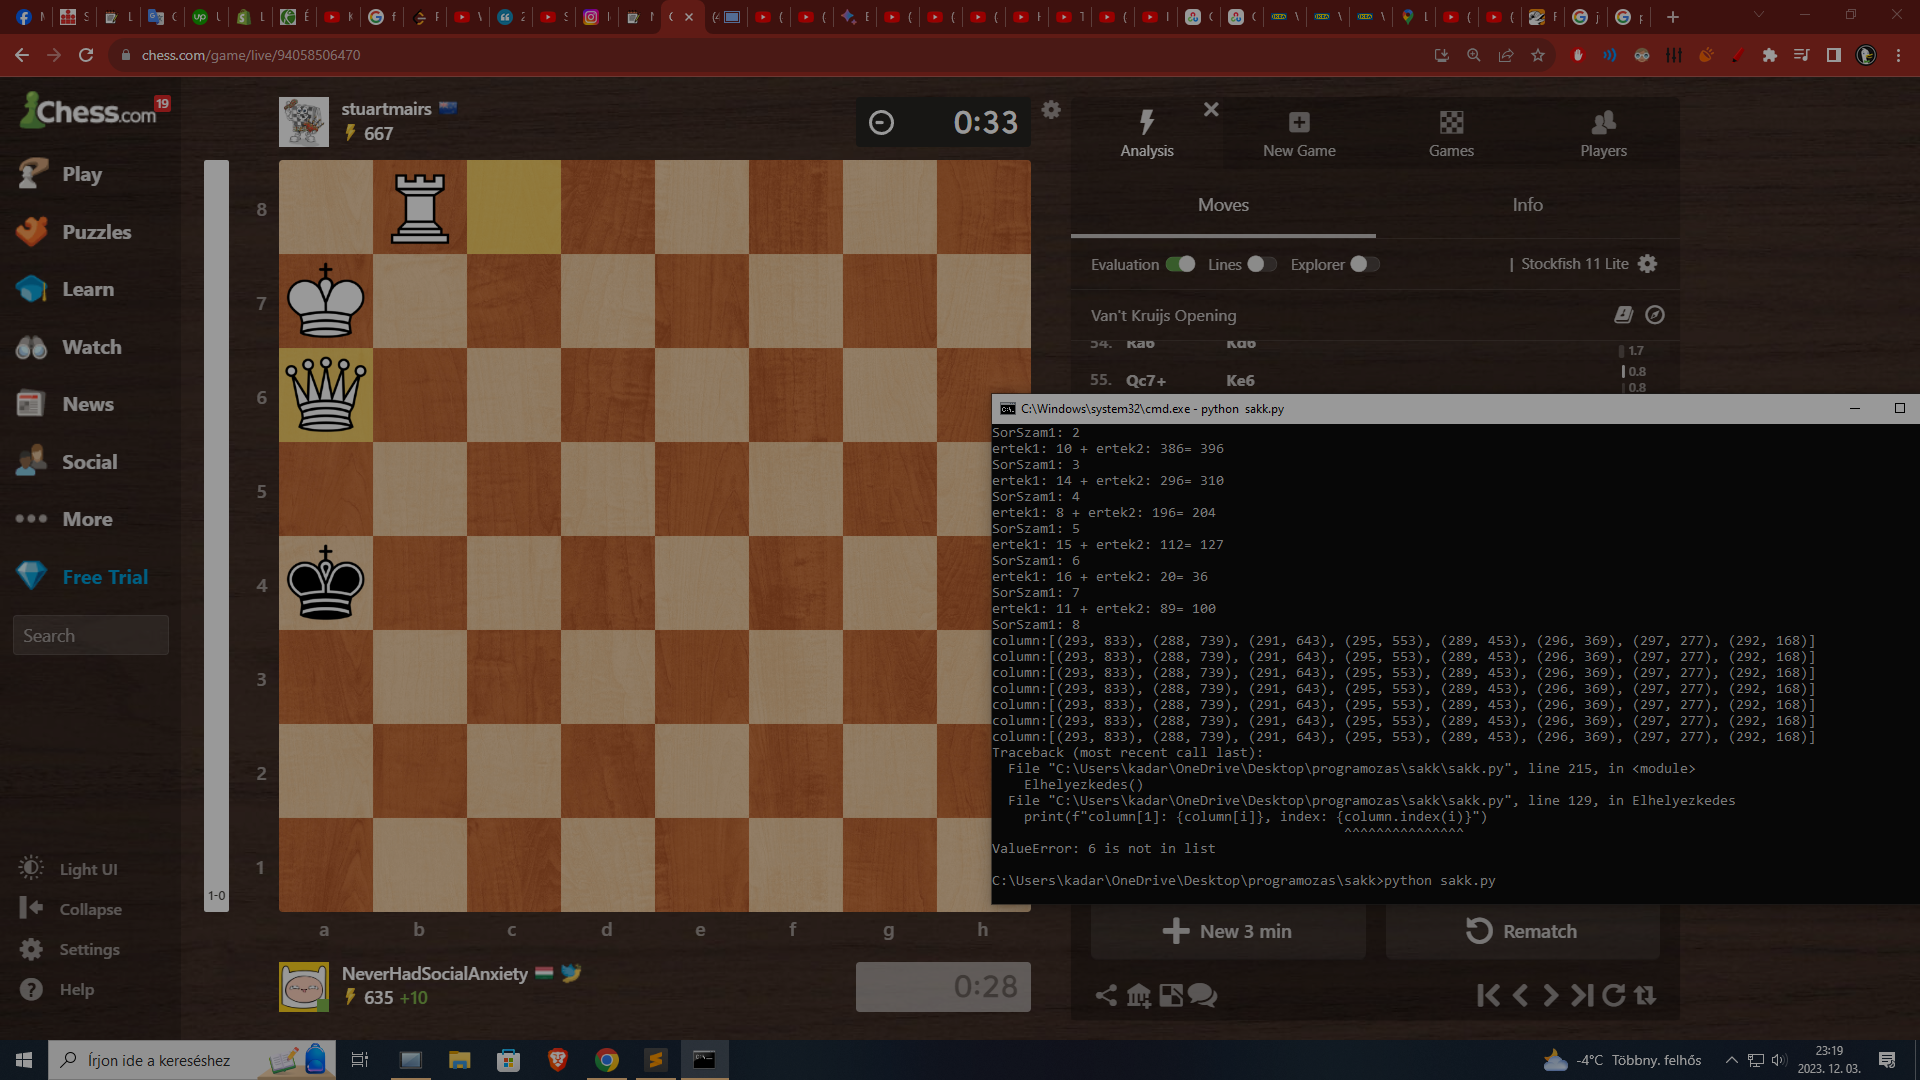 chess.com/game/live/94058506470
Chess.com
19
Play
Puzzles
Learn
Watch
News
Social
More
Free Trial
Search
Light UI
Collapse
Settings
Help
stuartmairs
667
0:33
1-0
8
7
6
5
4
3
2
1
a b c d e f g h
NeverHadSocialAnxiety
635 +10
0:28
Analysis
New Game
Games
Players
Moves
Info
Evaluation
Lines
Explorer
| Stockfish 11 Lite
Van't Kruijs Opening
54. Ra6 Kd6
1.7
55. Qc7+ Ke6
0.8
0.8
C:\Windows\system32\cmd.exe - python sakk.py
SorSzam1: 2
ertek1: 10 + ertek2: 386= 396
SorSzam1: 3
ertek1: 14 + ertek2: 296= 310
SorSzam1: 4
ertek1: 8 + ertek2: 196= 204
SorSzam1: 5
ertek1: 15 + ertek2: 112= 127
SorSzam1: 6
ertek1: 16 + ertek2: 20= 36
SorSzam1: 7
ertek1: 11 + ertek2: 89= 100
SorSzam1: 8
column:[(293, 833), (288, 739), (291, 643), (295, 553), (289, 453), (296, 369), (297, 277), (292, 168)]
column:[(293, 833), (288, 739), (291, 643), (295, 553), (289, 453), (296, 369), (297, 277), (292, 168)]
column:[(293, 833), (288, 739), (291, 643), (295, 553), (289, 453), (296, 369), (297, 277), (292, 168)]
column:[(293, 833), (288, 739), (291, 643), (295, 553), (289, 453), (296, 369), (297, 277), (292, 168)]
column:[(293, 833), (288, 739), (291, 643), (295, 553), (289, 453), (296, 369), (297, 277), (292, 168)]
column:[(293, 833), (288, 739), (291, 643), (295, 553), (289, 453), (296, 369), (297, 277), (292, 168)]
column:[(293, 833), (288, 739), (291, 643), (295, 553), (289, 453), (296, 369), (297, 277), (292, 168)]
Traceback (most recent call last):
File "C:\Users\kadar\OneDrive\Desktop\programozas\sakk\sakk.py", line 215, in <module>
Elhelyezkedes()
File "C:\Users\kadar\OneDrive\Desktop\programozas\sakk\sakk.py", line 129, in Elhelyezkedes
print(f"column[1]: {column[i]}, index: {column.index(i)}")
^^^^^^^^^^^^^^^
ValueError: 6 is not in list
C:\Users\kadar\OneDrive\Desktop\programozas\sakk>python sakk.py
New 3 min
Rematch
Írjon ide a kereséshez
-4°C Többny. felhős
23:19
2023. 12. 03.